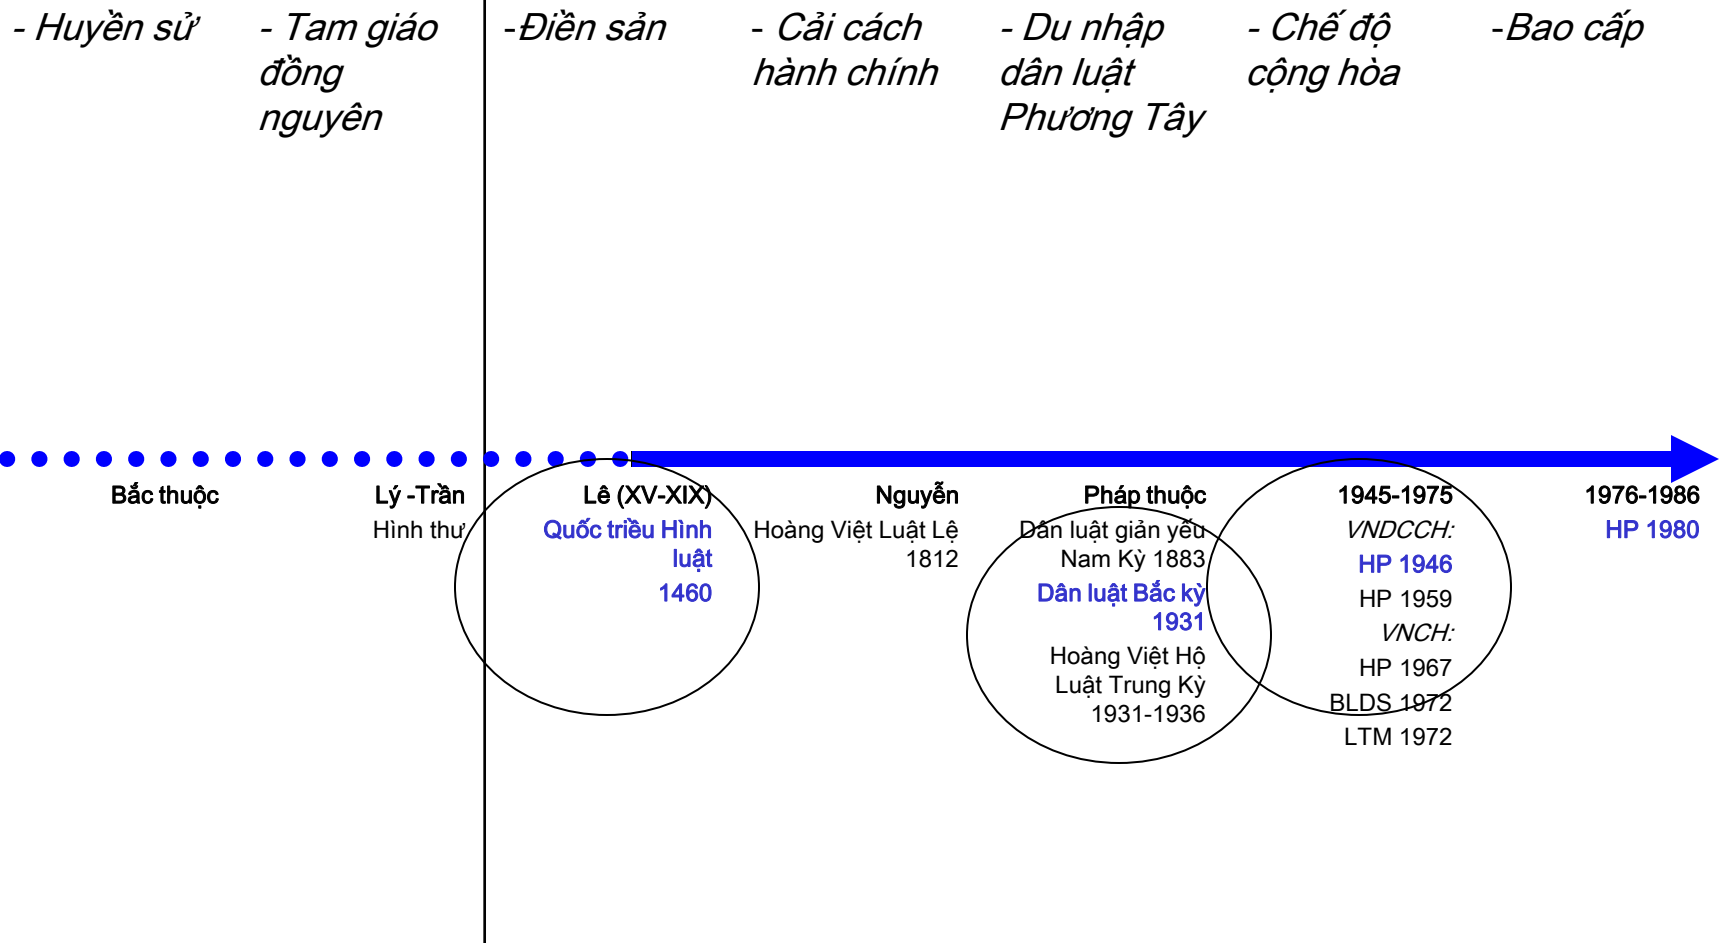 - Huyền sử
- Tam giáo
đồng
nguyên
-Điền sản
- Cải cách
hành chính
- Du nhập
dân luật
Phương Tây
- Chế độ
cộng hòa
-Bao cấp
Bắc thuộc
Lý -Trần
Hình thư
Lê (XV-XIX)
Quốc triều Hình
luật
1460
Nguyễn
Hoàng Việt Luật Lệ
1812
Pháp thuộc
Dân luật giản yếu
Nam Kỳ 1883
Dân luật Bắc kỳ
1931
Hoàng Việt Hộ
Luật Trung Kỳ
1931-1936
1945-1975
VNDCCH:
HP 1946
HP 1959
VNCH:
HP 1967
BLDS 1972
LTM 1972
1976-1986
HP 1980